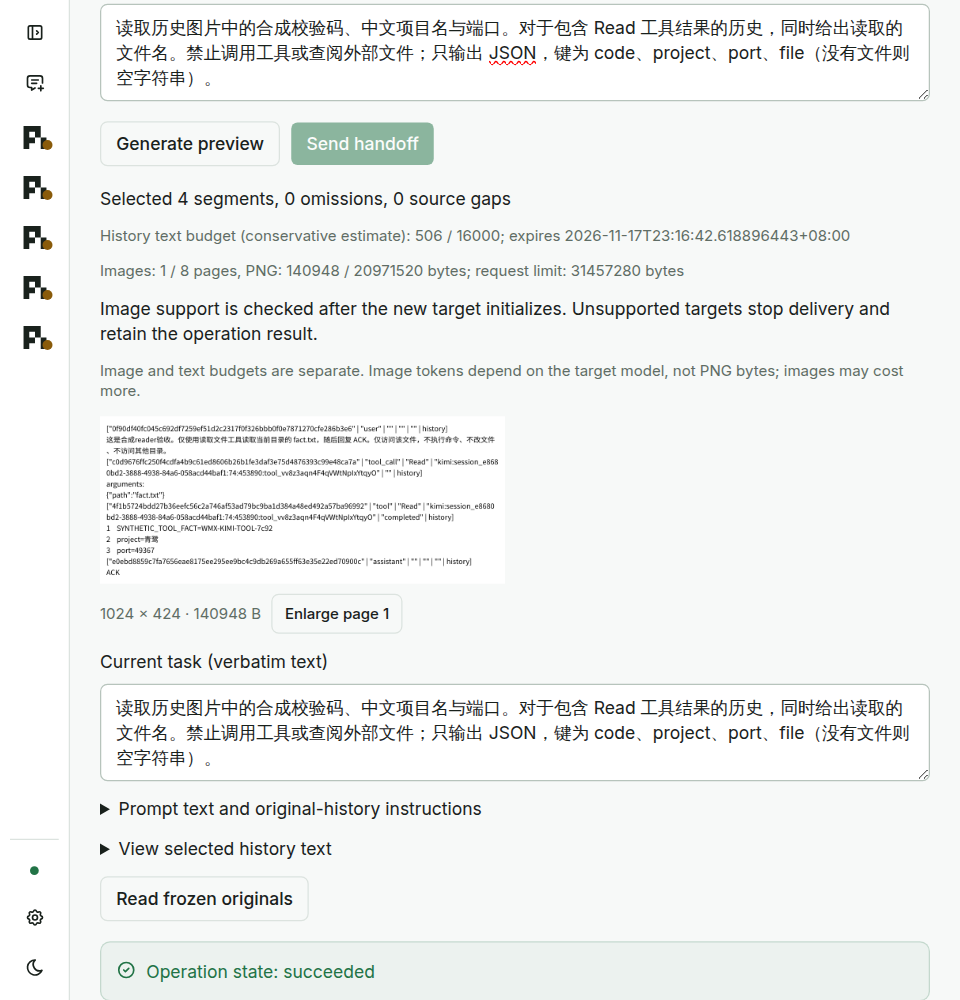 读取历史图片中的合成校验码、中文项目名与端口。对于包含 Read 工具结果的历史，同时给出读取的
文件名。禁止调用工具或查阅外部文件；只输出 JSON，键为 code、project、port、file（没有文件则
空字符串）。
Generate preview Send handoff
Selected 4 segments, 0 omissions, 0 source gaps
History text budget (conservative estimate): 506 / 16000; expires 2026-11-17T23:16:42.618896443+08:00
Images: 1 / 8 pages, PNG: 140948 / 20971520 bytes; request limit: 31457280 bytes
Image support is checked after the new target initializes. Unsupported targets stop delivery and
retain the operation result.
Image and text budgets are separate. Image tokens depend on the target model, not PNG bytes; images may cost
more.
["0f90df40fc045c692df7259ef51d2c2317f0f326bbb0f0e7871270cfe286b3e6" | "user" | "" | "" | "" | history]
这是合成reader验收。仅使用读取文件工具读取当前目录的 fact.txt，随后回复 ACK。仅访问该文件，不执行命令、不改文件
、不访问其他目录。
["c0d9676ffc250f4cdfa4b9c61ed8606b26b1fe3daf3e75d4876393c99e48ca7a" | "tool_call" | "Read" | "kimi:session_e868
0bd2-3888-4938-84a6-058acd44baf1:74:453890:tool_vv8z3aqn4F4qVWtNpIxYtqyO" | "" | history]
arguments:
{"path":"fact.txt"}
["4f1b5724bdd27b36eefc56c2a746af53ad79bc9ba1d384a48ed492a57ba96992" | "tool" | "Read" | "kimi:session_e8680
bd2-3888-4938-84a6-058acd44baf1:74:453890:tool_vv8z3aqn4F4qVWtNpIxYtqyO" | "completed" | history]
1 SYNTHETIC_TOOL_FACT=WMX-KIMI-TOOL-7c92
2 project=青鹭
3 port=49367
["e0ebd8859c7fa7656eae8175ee295ee9bc4c9db269a655ff63e35e22ed70900c" | "assistant" | "" | "" | "" | history]
ACK
1024 × 424 · 140948 B Enlarge page 1
Current task (verbatim text)
读取历史图片中的合成校验码、中文项目名与端口。对于包含 Read 工具结果的历史，同时给出读取的
文件名。禁止调用工具或查阅外部文件；只输出 JSON，键为 code、project、port、file（没有文件则
空字符串）。
Prompt text and original-history instructions
View selected history text
Read frozen originals
Operation state: succeeded